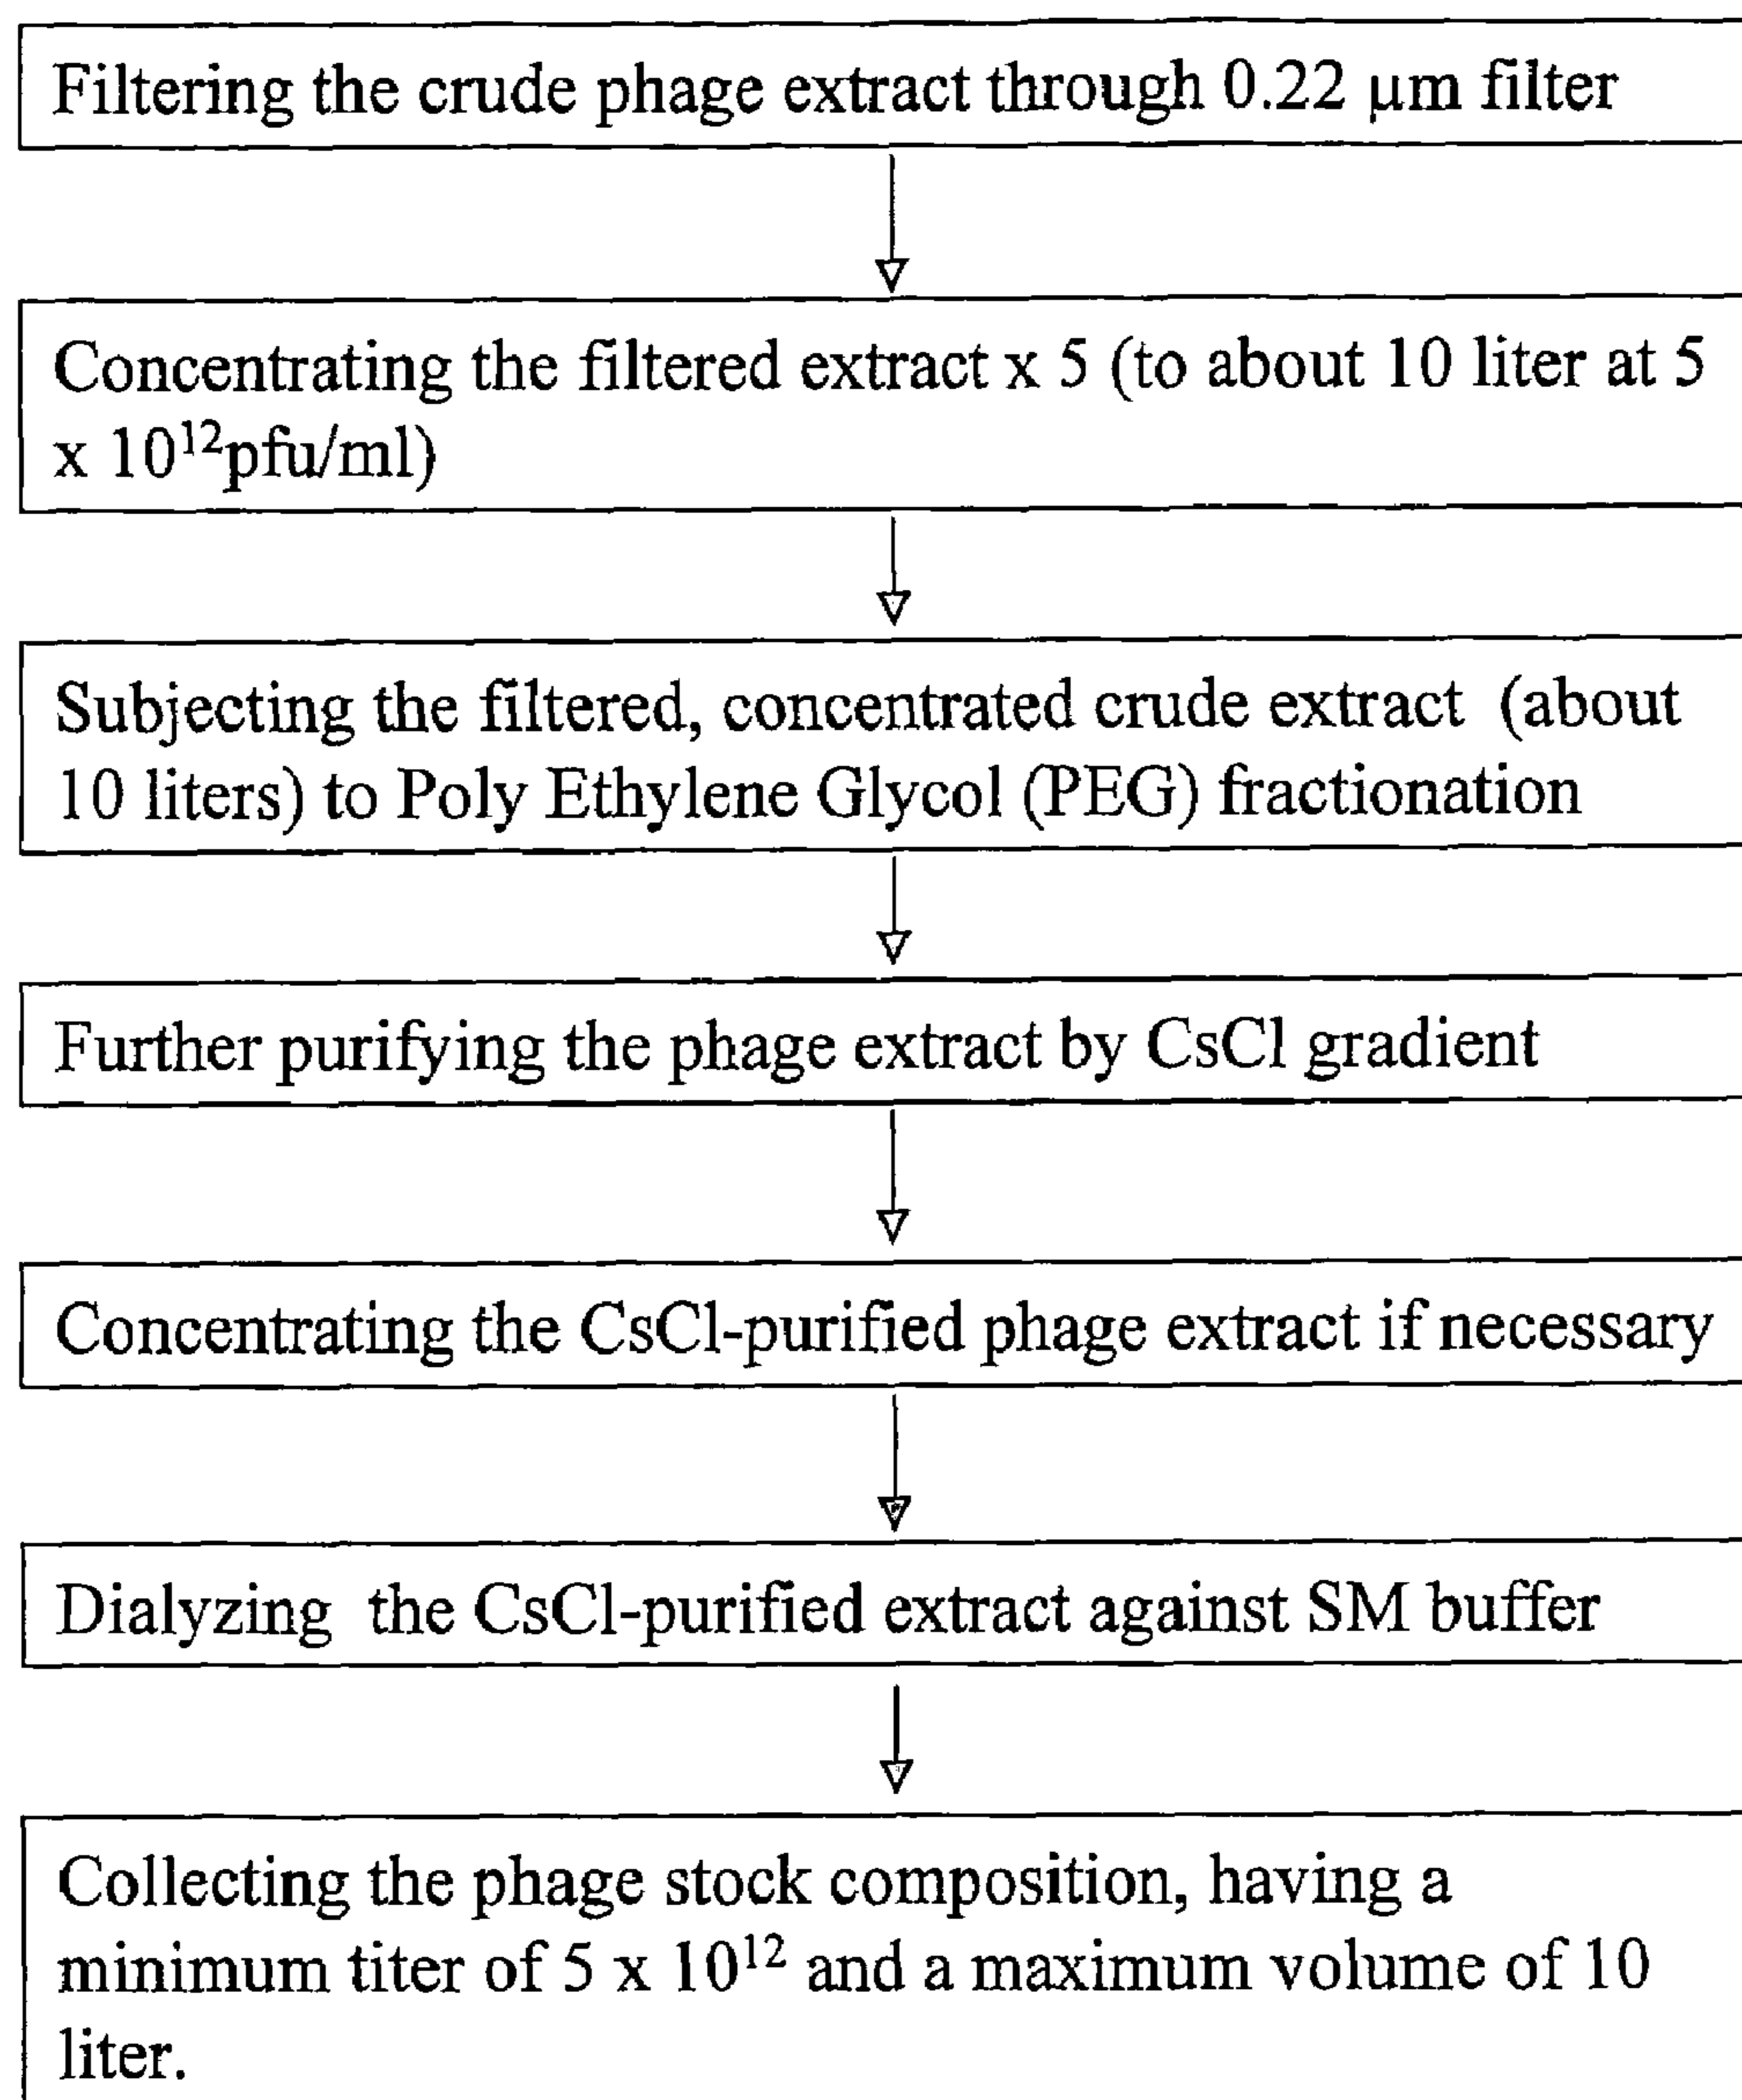 Filtering the crude phage extract through 0.22 µm filter
Concentrating the filtered extract x 5 (to about 10 liter at 5
x 10¹²pfu/ml)
Subjecting the filtered, concentrated crude extract (about
10 liters) to Poly Ethylene Glycol (PEG) fractionation
Further purifying the phage extract by CsCl gradient
Concentrating the CsCl-purified phage extract if necessary
Dialyzing the CsCl-purified extract against SM buffer
Collecting the phage stock composition, having a
minimum titer of 5 x 10¹² and a maximum volume of 10
liter.